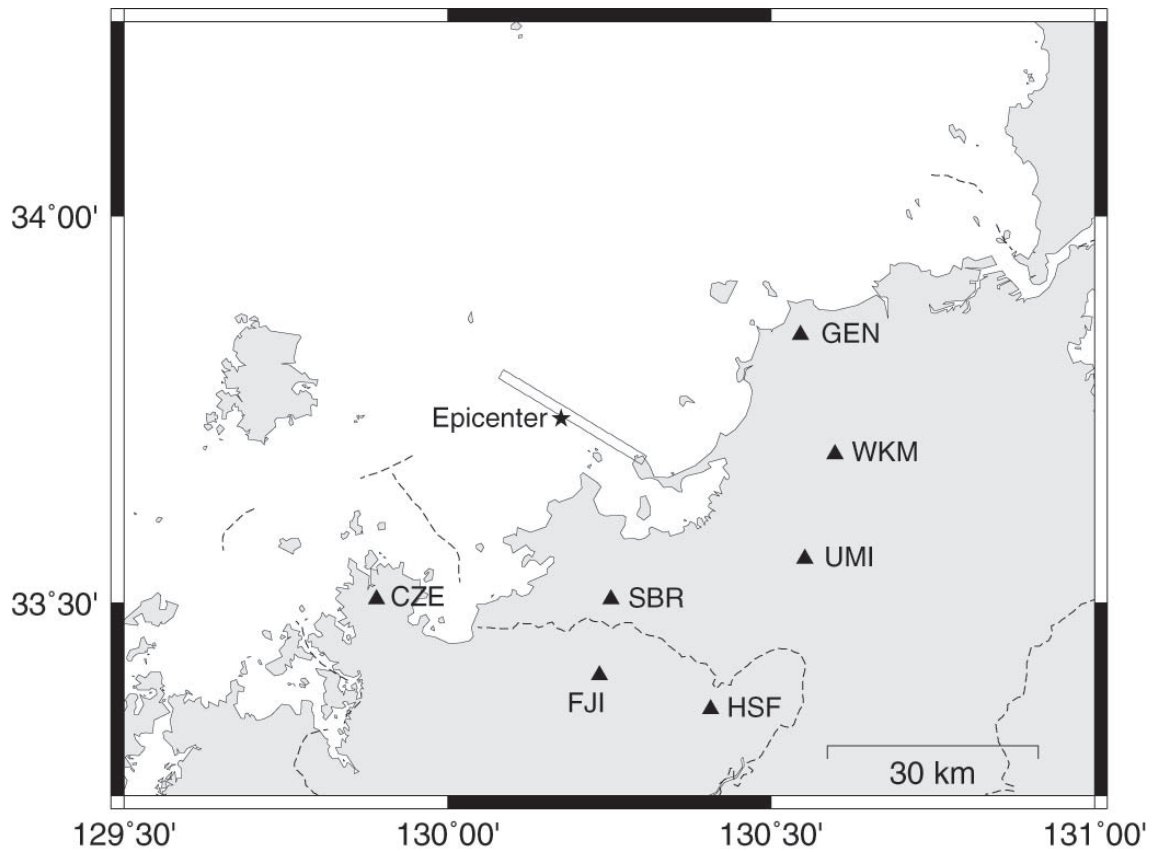 34°00'
GEN
Epicenter
WKM
UMI
33°30'
CZE
SBR
FJI
HSF
30 km
129°30'
130°00'
130°30'
131°00'